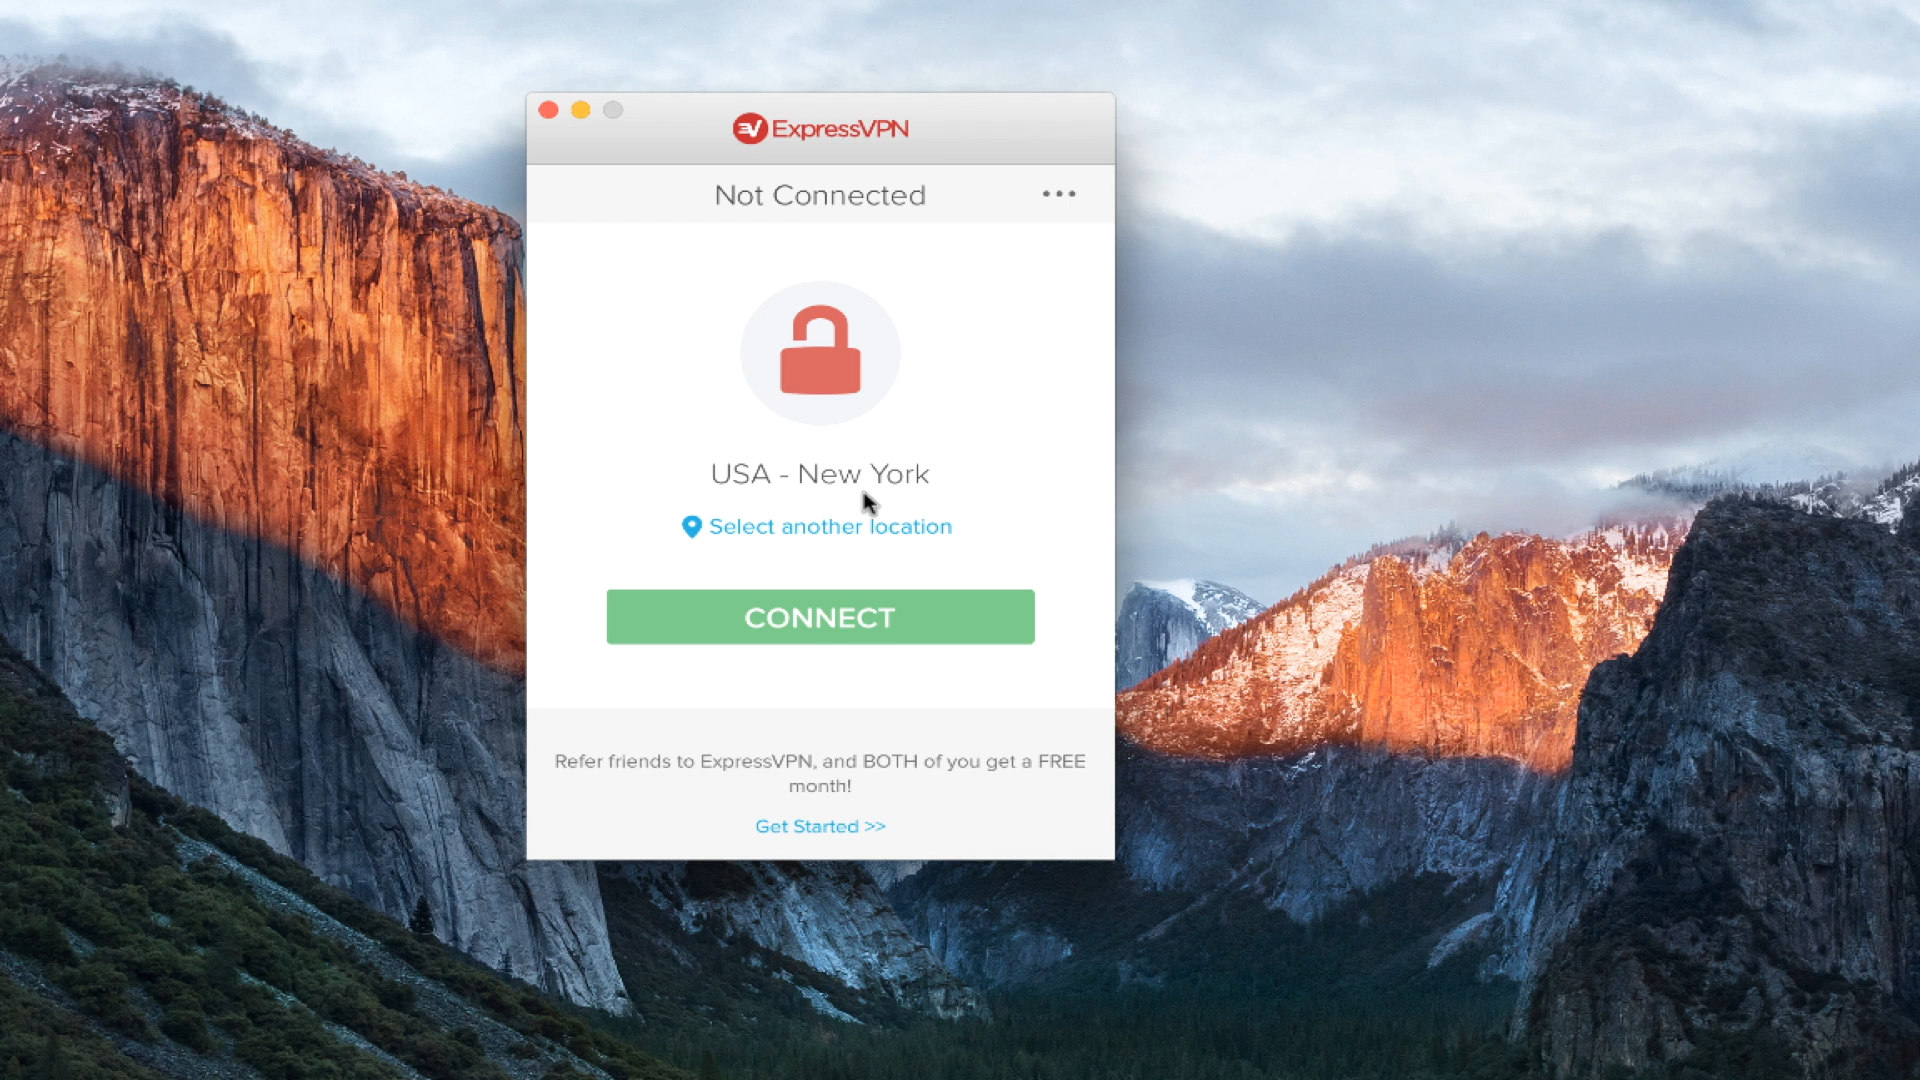 ExpressVPN
Not Connected
USA - New York
Select another location
CONNECT
Refer friends to ExpressVPN, and BOTH of you get a FREE
month!
Get Started >>